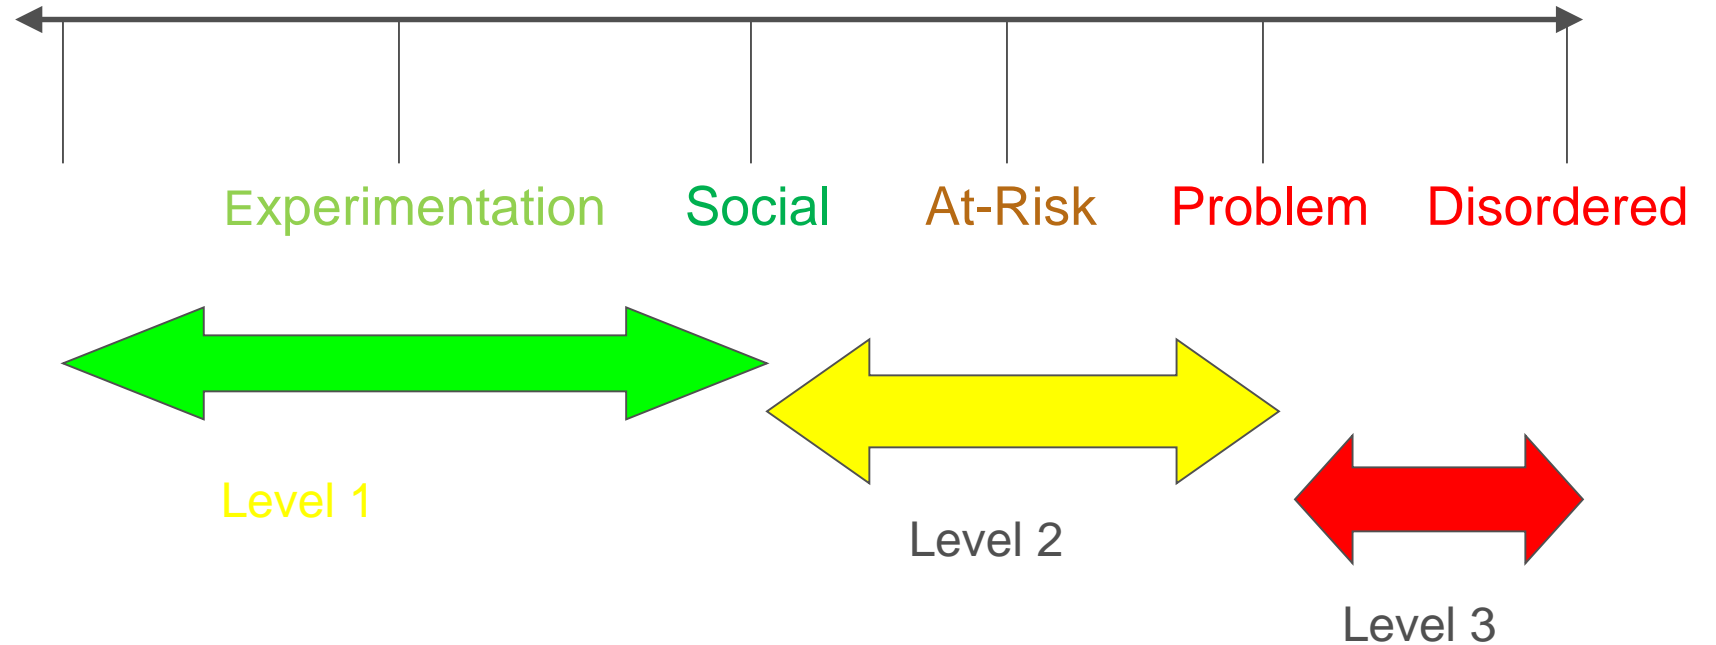 Experimentation Social At-Risk Problem Disordered
Level 1
Level 2
Level 3